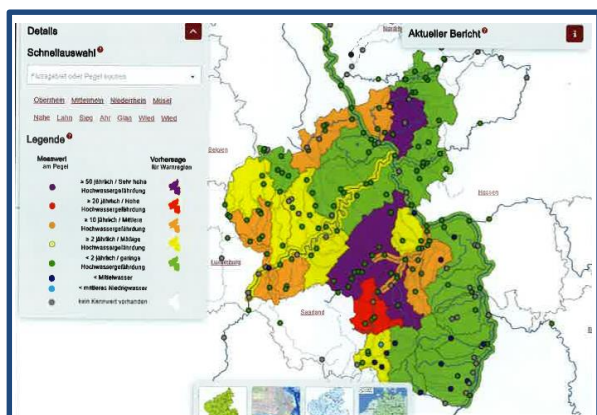 Details
Aktueller Bericht
Schnellauswahl
Flussgebiet oder Pegel suchen
Oberrhein Mittelrhein Niederrhein Mosel
Nahe Lahn Sieg Ahr Glan Wied Wied
Legende
Messwert
am Pegel
Vorhersage
für Warnregion
≥ 50 jährlich / Sehr hohe
Hochwassergefährdung
≥ 20 jährlich / Hohe
Hochwassergefährdung
≥ 10 jährlich / Mittlere
Hochwassergefährdung
≥ 2 jährlich / Mäßige
Hochwassergefährdung
< 2 jährlich / geringe
Hochwassergefährdung
< Mittelwasser
< mittleres Niedrigwasser
kein Kennwert vorhanden
Belgien
Hessen
Luxemburg
Saarland